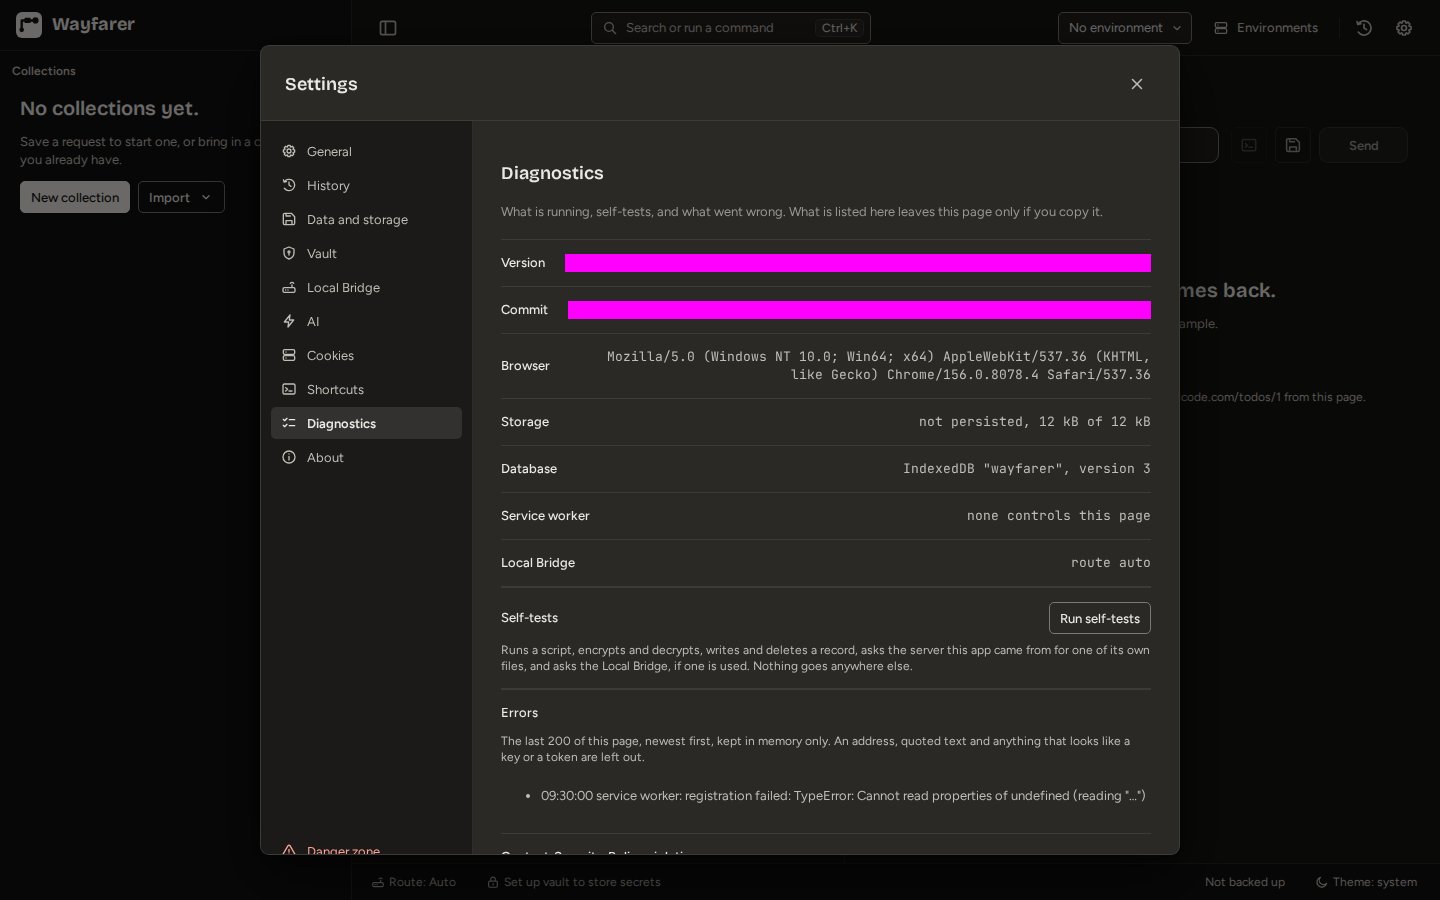 Wayfarer
Search or run a command
Ctrl+K
No environment
Environments
Collections
No collections yet.
Save a request to start one, or bring in a c
you already have.
New collection
Import
Send
mes back.
ample.
code.com/todos/1 from this page.
Settings
General
History
Data and storage
Vault
Local Bridge
AI
Cookies
Shortcuts
Diagnostics
About
Danger zone
Diagnostics
What is running, self-tests, and what went wrong. What is listed here leaves this page only if you copy it.
Version
Commit
Browser
Mozilla/5.0 (Windows NT 10.0; Win64; x64) AppleWebKit/537.36 (KHTML,
like Gecko) Chrome/156.0.8078.4 Safari/537.36
Storage
not persisted, 12 kB of 12 kB
Database
IndexedDB "wayfarer", version 3
Service worker
none controls this page
Local Bridge
route auto
Self-tests
Run self-tests
Runs a script, encrypts and decrypts, writes and deletes a record, asks the server this app came from for one of its own
files, and asks the Local Bridge, if one is used. Nothing goes anywhere else.
Errors
The last 200 of this page, newest first, kept in memory only. An address, quoted text and anything that looks like a
key or a token are left out.
09:30:00 service worker: registration failed: TypeError: Cannot read properties of undefined (reading "…")
Route: Auto
Set up vault to store secrets
Not backed up
Theme: system